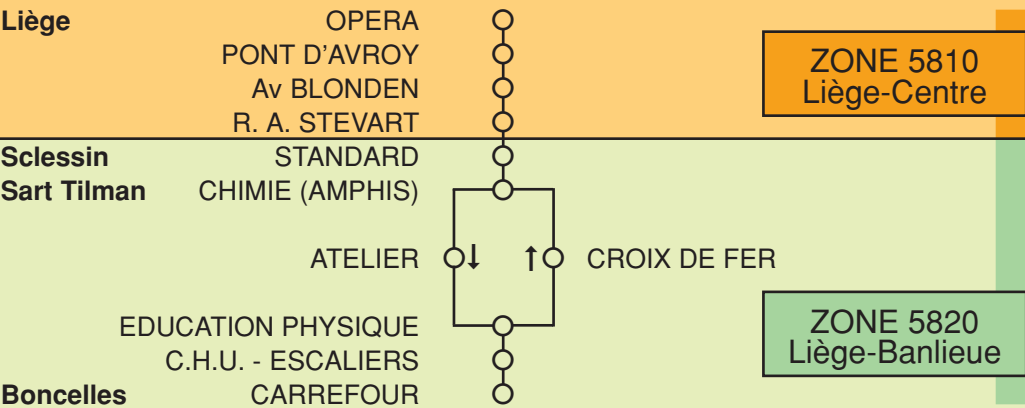 Liège OPERA
PONT D'AVROY
Av BLONDEN
R. A. STEVART
ZONE 5810
Liège-Centre
Sclessin STANDARD
Sart Tilman CHIMIE (AMPHIS)
ATELIER CROIX DE FER
EDUCATION PHYSIQUE
C.H.U. - ESCALIERS
Boncelles CARREFOUR
ZONE 5820
Liège-Banlieue